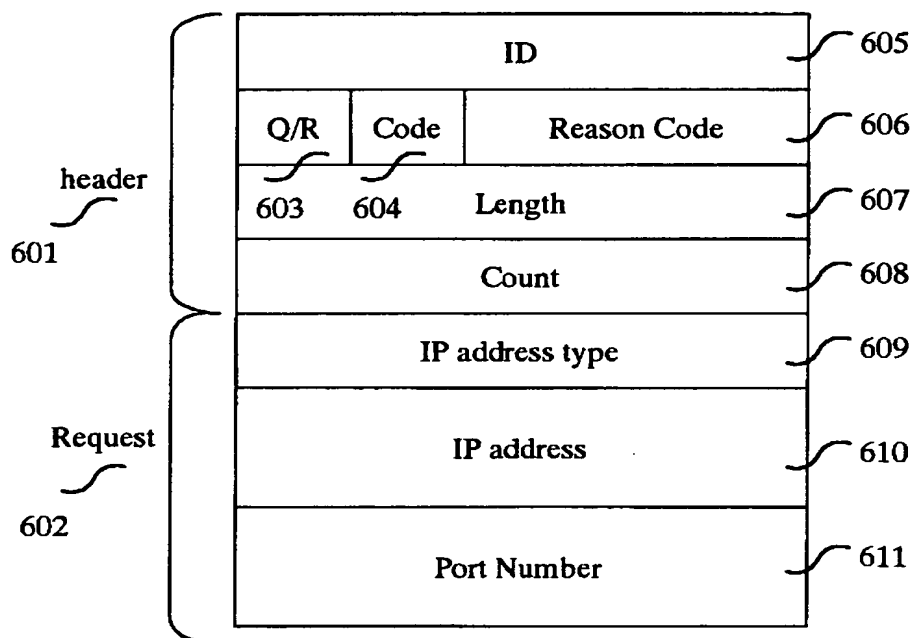 ID
605
Q/R
Code
Reason Code
606
header
601
603
604
Length
607
Count
608
IP address type
609
Request
602
IP address
610
Port Number
611